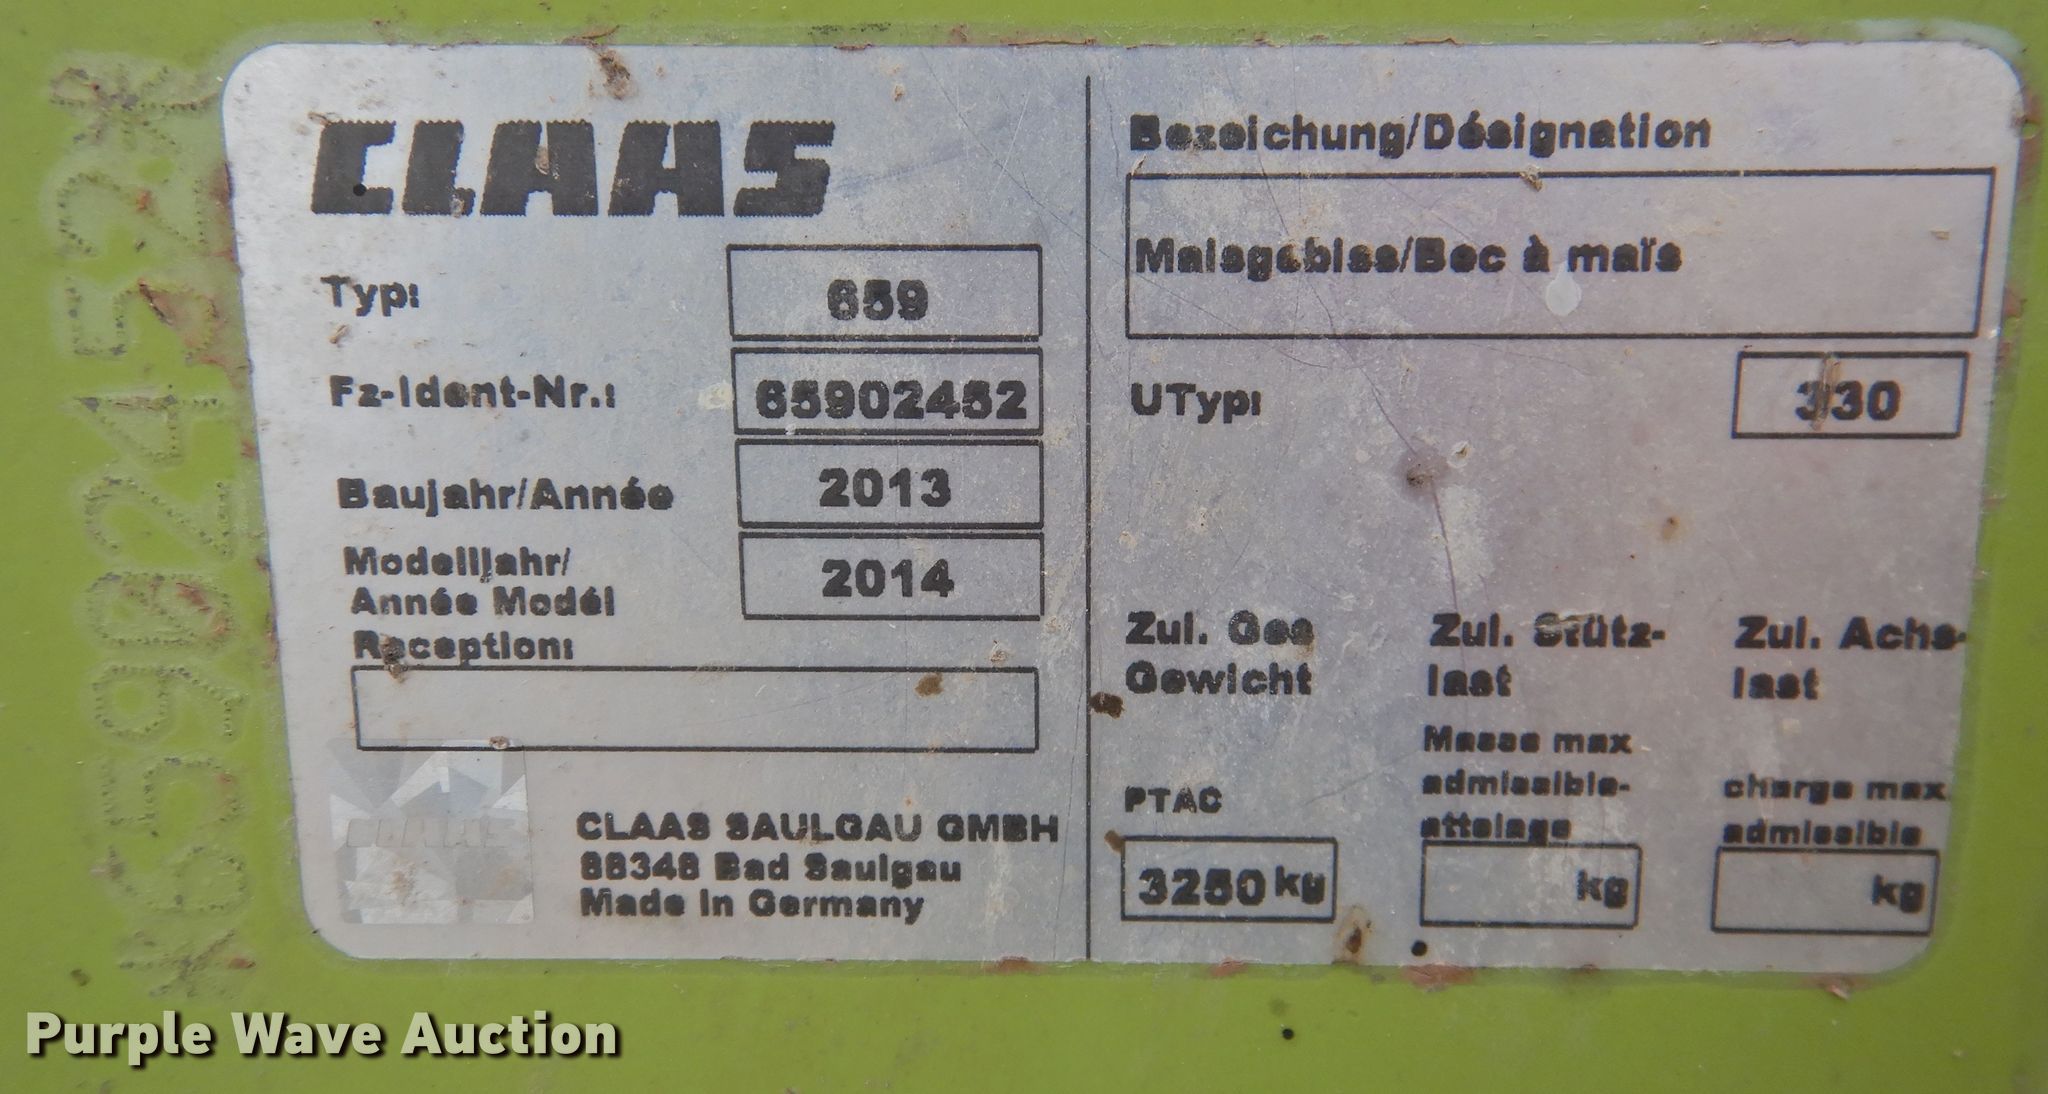 *65902452*
CLAAS
Typ: 659
Fz-Ident-Nr.: 65902452
Baujahr/Année 2013
Modelljahr/
Année Modél 2014
Reception:
CLAAS
CLAAS SAULGAU GMBH
88348 Bad Saulgau
Made in Germany
Bezeichung/Désignation
Maisgebiss/Bec à maïs
UTyp: 330
Zul. Ges Gewicht
PTAC
3250 kg
Zul. Stütz-
last
Masse max
admissible-
attelage
kg
Zul. Achs-
last
charge max
admissible
kg
Purple Wave Auction